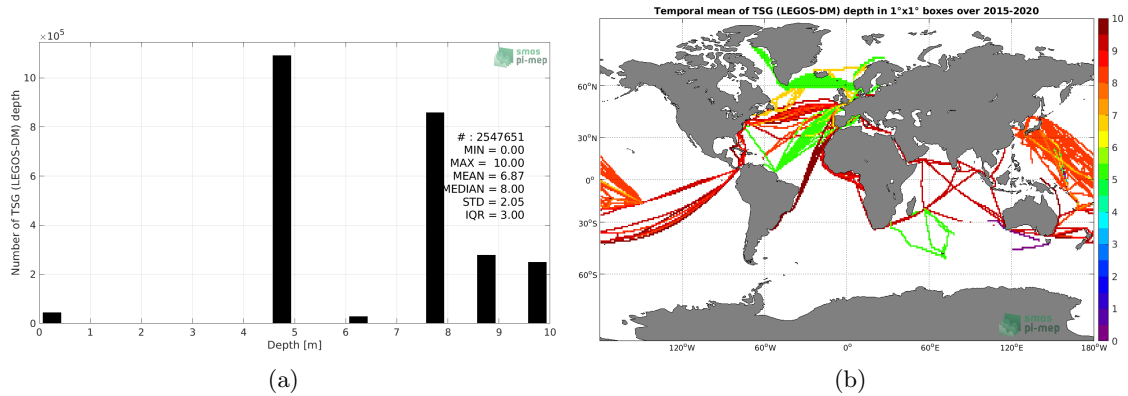 ×10⁵
smos
pi-mep
10
8
6
4
2
0
Number of TSG (LEGOS-DM) depth
# : 2547651
MIN = 0.00
MAX = 10.00
MEAN = 6.87
MEDIAN = 8.00
STD = 2.05
IQR = 3.00
0 1 2 3 4 5 6 7 8 9 10
Depth [m]
(a)
Temporal mean of TSG (LEGOS-DM) depth in 1°x1° boxes over 2015-2020
60°N
30°N
0°
30°S
60°S
120°W 60°W 0° 60°E 120°E 180°W
smos
pi-mep
10
9
8
7
6
5
4
3
2
1
0
(b)